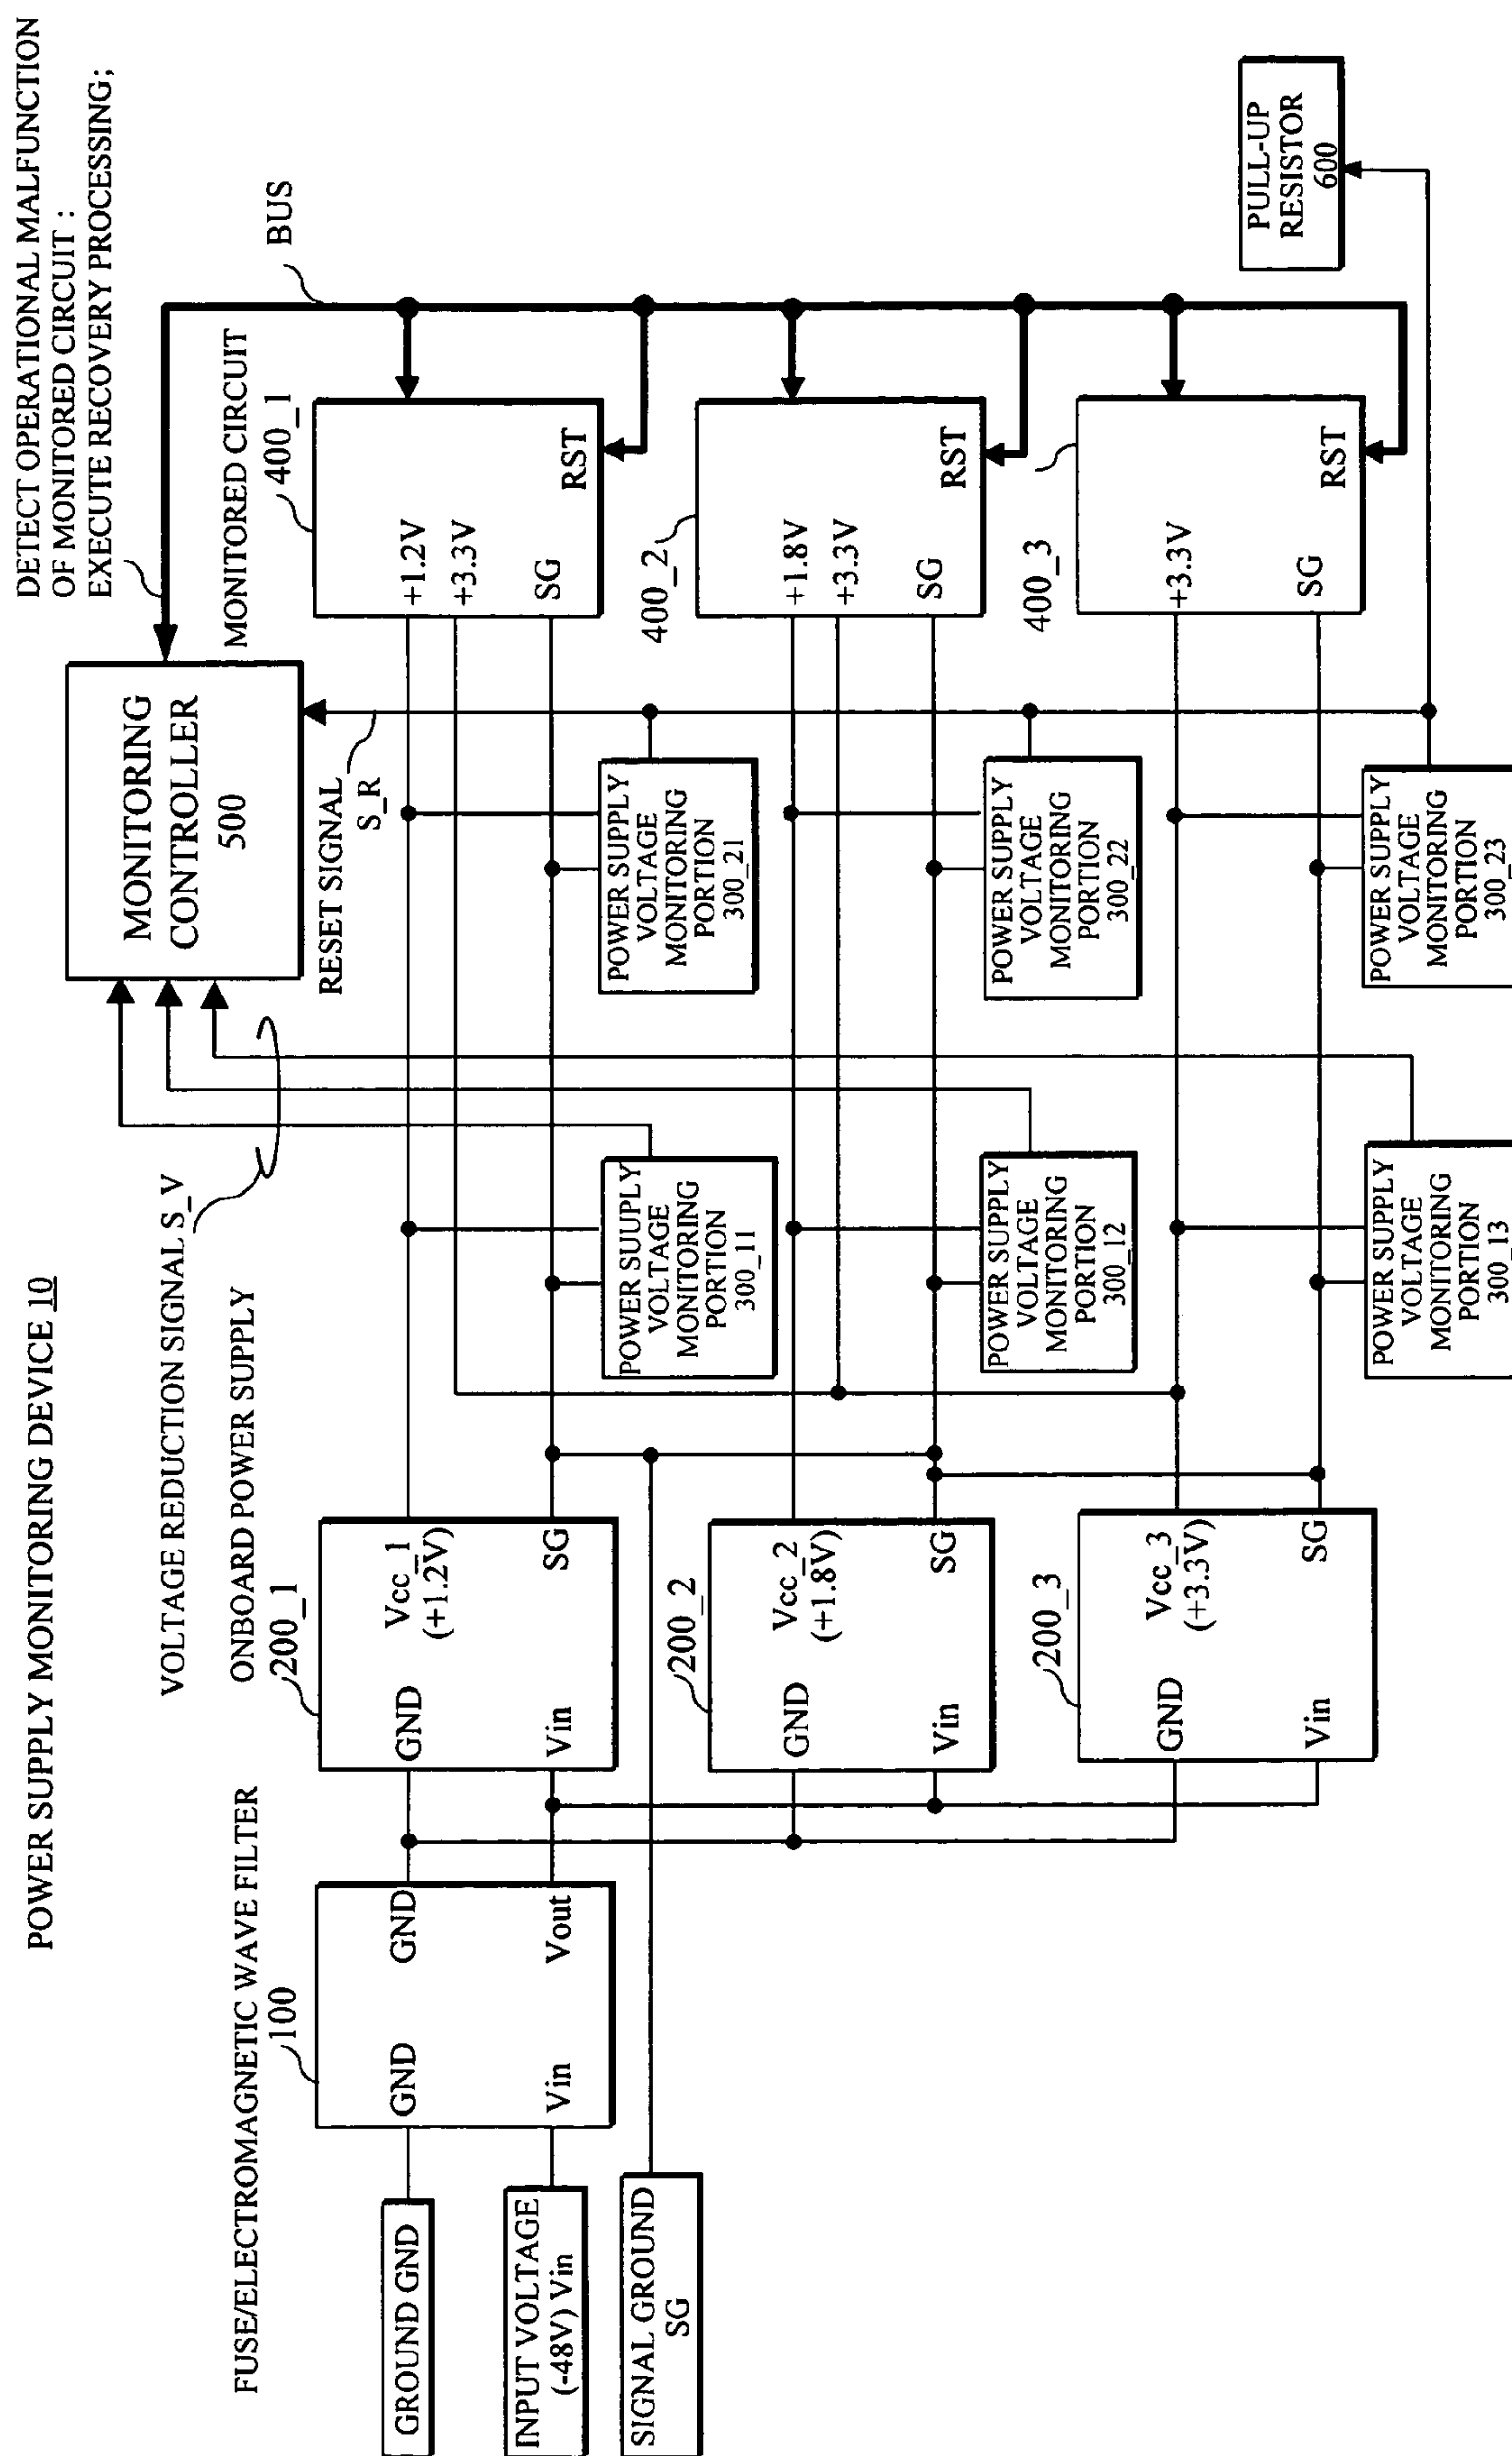 POWER SUPPLY MONITORING DEVICE 10
DETECT OPERATIONAL MALFUNCTION
OF MONITORED CIRCUIT :
EXECUTE RECOVERY PROCESSING;
VOLTAGE REDUCTION SIGNAL S_V
MONITORING
CONTROLLER
500
BUS
FUSE/ELECTROMAGNETIC WAVE FILTER
100
ONBOARD POWER SUPPLY
200_1
RESET SIGNAL
S_R
MONITORED CIRCUIT
400_1
GROUND GND
INPUT VOLTAGE
(-48V) Vin
SIGNAL GROUND
SG
GND
Vin
GND
Vout
GND
Vin
Vcc_1
(+1.2V)
SG
POWER SUUPLY
VOLTAGE
MONITORING
PORTION
300_11
POWER SUPPLY
VOLTAGE
MONITORING
PORTION
300_21
+1.2V
+3.3V
SG
RST
200_2
GND
Vin
Vcc_2
(+1.8V)
SG
POWER SUPPLY
VOLTAGE
MONITORING
PORTION
300_12
POWER SUPPLY
VOLTAGE
MONITORING
PORTION
300_22
400_2
+1.8V
+3.3V
SG
RST
200_3
GND
Vin
Vcc_3
(+3.3V)
SG
POWER SUPPLY
VOLTAGE
MONITORING
PORTION
300_13
POWER SUPPLY
VOLTAGE
MONITORING
PORTION
300_23
400_3
+3.3V
SG
RST
PULL-UP
RESISTOR
600